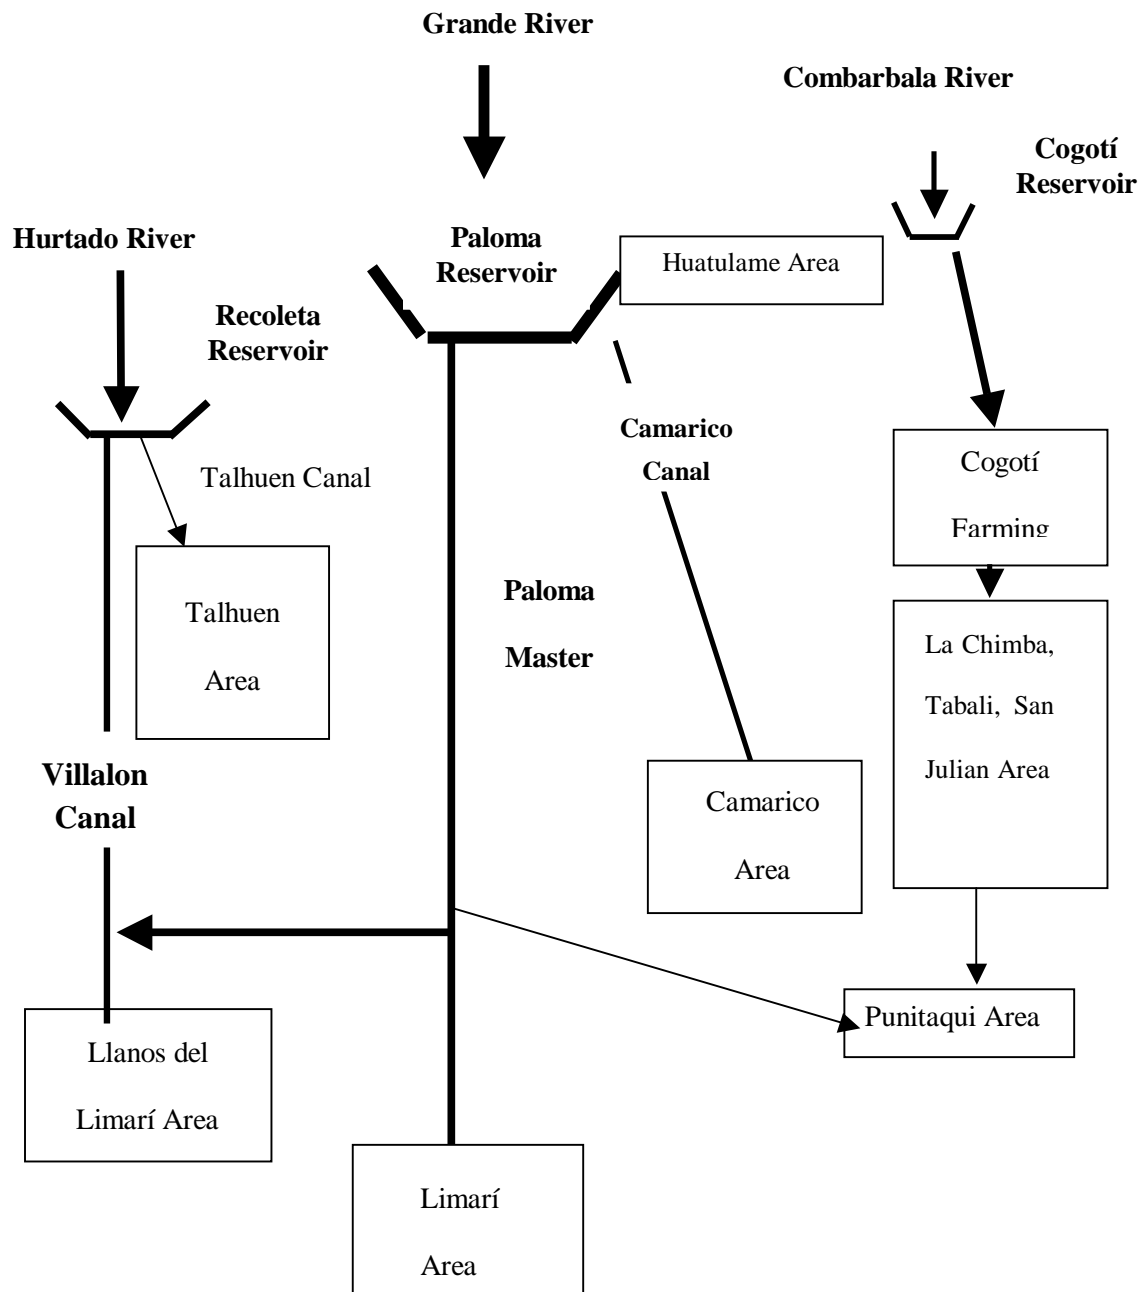 Grande River
Combarbala River
Cogotí
Reservoir
Hurtado River
Paloma
Reservoir
Huatulame Area
Recoleta
Reservoir
Camarico
Canal
Cogotí
Farming
Talhuen Canal
Talhuen
Area
Paloma
Master
La Chimba,
Tabali, San
Julian Area
Villalon
Canal
Camarico
Area
Punitaqui Area
Llanos del
Limarí Area
Limarí
Area